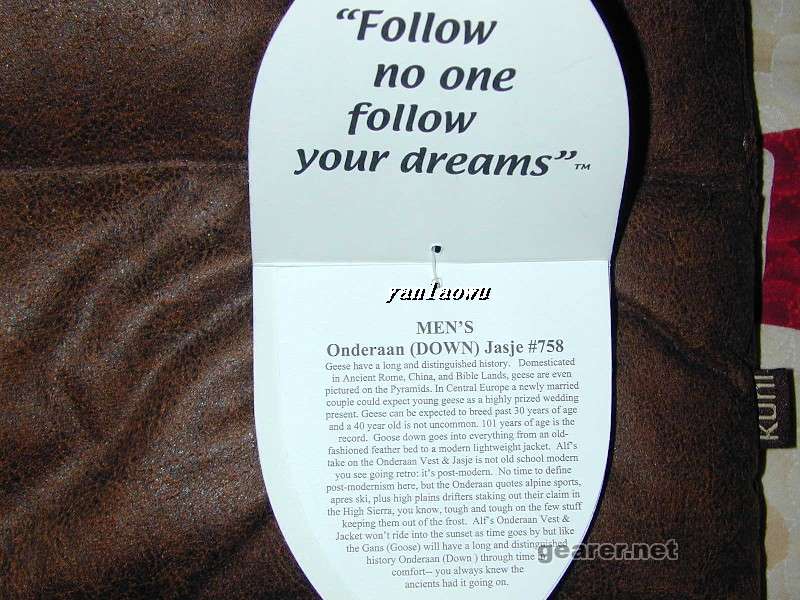 “Follow
no one
follow
your dreams”™
yanlaowu
MEN’S
Onderaan (DOWN) Jasje #758
Geese have a long and distinguished history. Domesticated
in Ancient Rome, China, and Bible Lands, geese are even
pictured on the Pyramids. In Central Europe a newly married
couple could expect young geese as a highly prized wedding
present. Geese can be expected to breed past 30 years of age
and a 40 year old is not uncommon. 101 years of age is the
record. Goose down goes into everything from an old-
fashioned feather bed to a modern lightweight jacket. Alf’s
take on the Onderaan Vest & Jasje is not old school modern
you see going retro: it’s post-modern. No time to define
post-modernism here, but the Onderaan quotes alpine sports,
apres ski, plus high plains drifters staking out their claim in
the High Sierra, you know, tough and tough on the few stuff
keeping them out of the frost. Alf’s Onderaan Vest &
Jacket won’t ride into the sunset as time goes by but like
the Gans (Goose) will have a long and distinguished
history Onderaan (Down ) through time in
comfort-- you always knew the
ancients had it going on.
kuhl
gearer.net